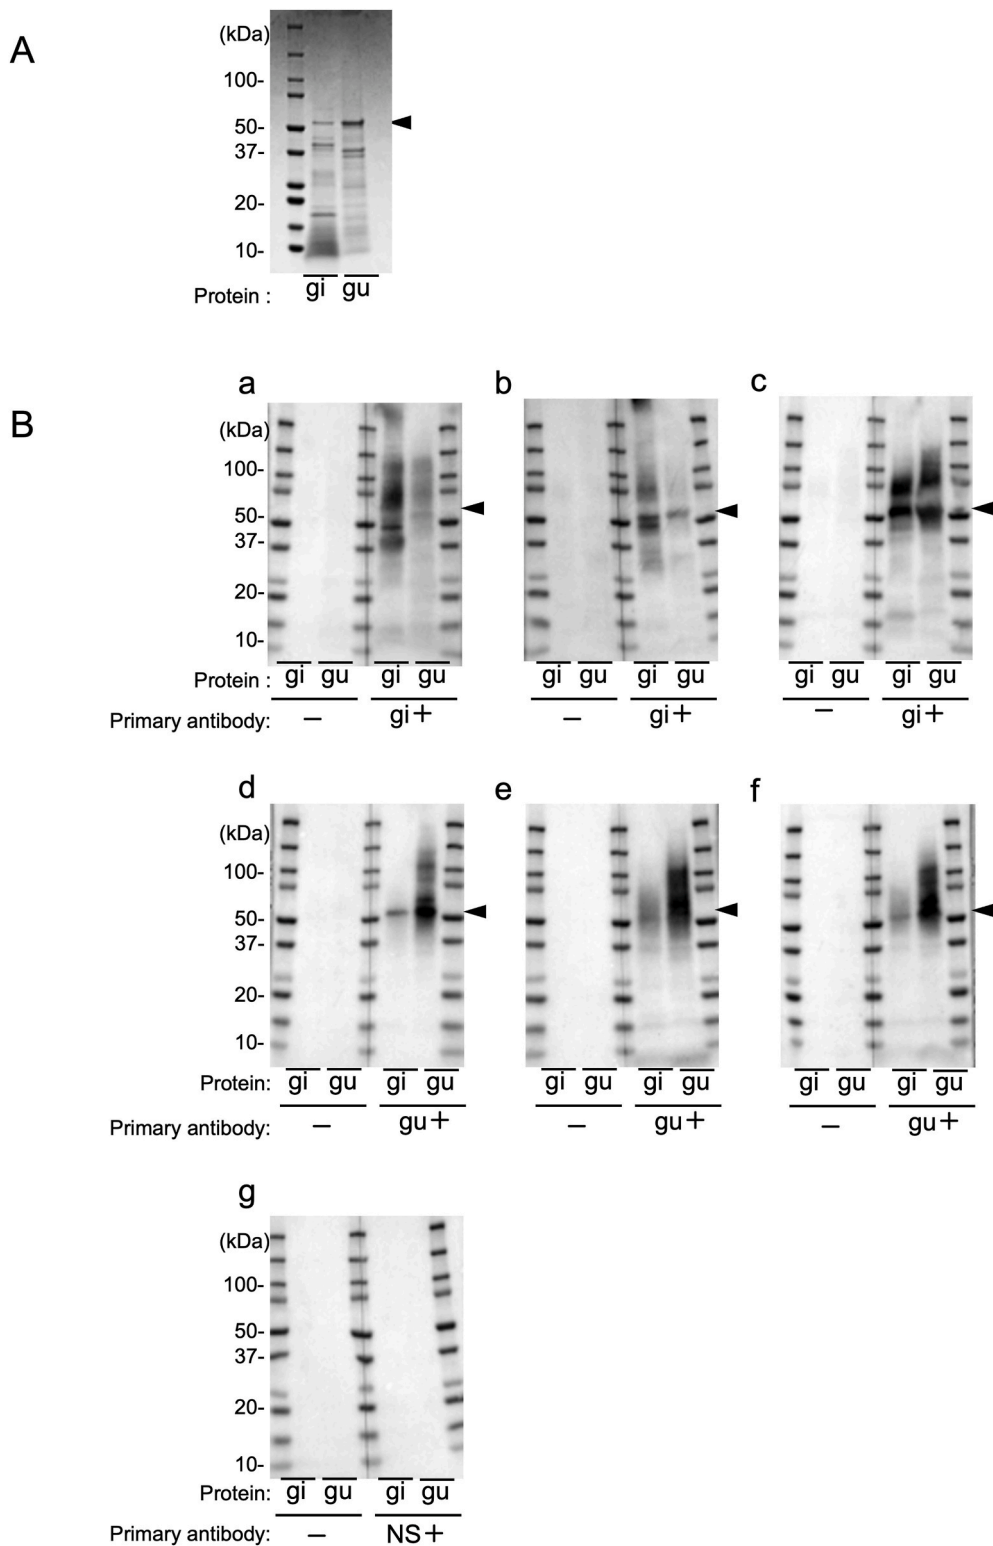 A
(kDa)
100-
50-
37-
20-
10-
gi gu
Protein :
B
a b c
(kDa)
100-
50-
37-
20-
10-
Protein : gi gu gi gu gi gu gi gu gi gu gi gu
Primary antibody: − gi+ − gi+ − gi+
d e f
(kDa)
100-
50-
37-
20-
10-
Protein: gi gu gi gu gi gu gi gu gi gu gi gu
Primary antibody: − gu+ − gu+ − gu+
g
(kDa)
100-
50-
37-
20-
10-
Protein: gi gu gi gu
Primary antibody: − NS+